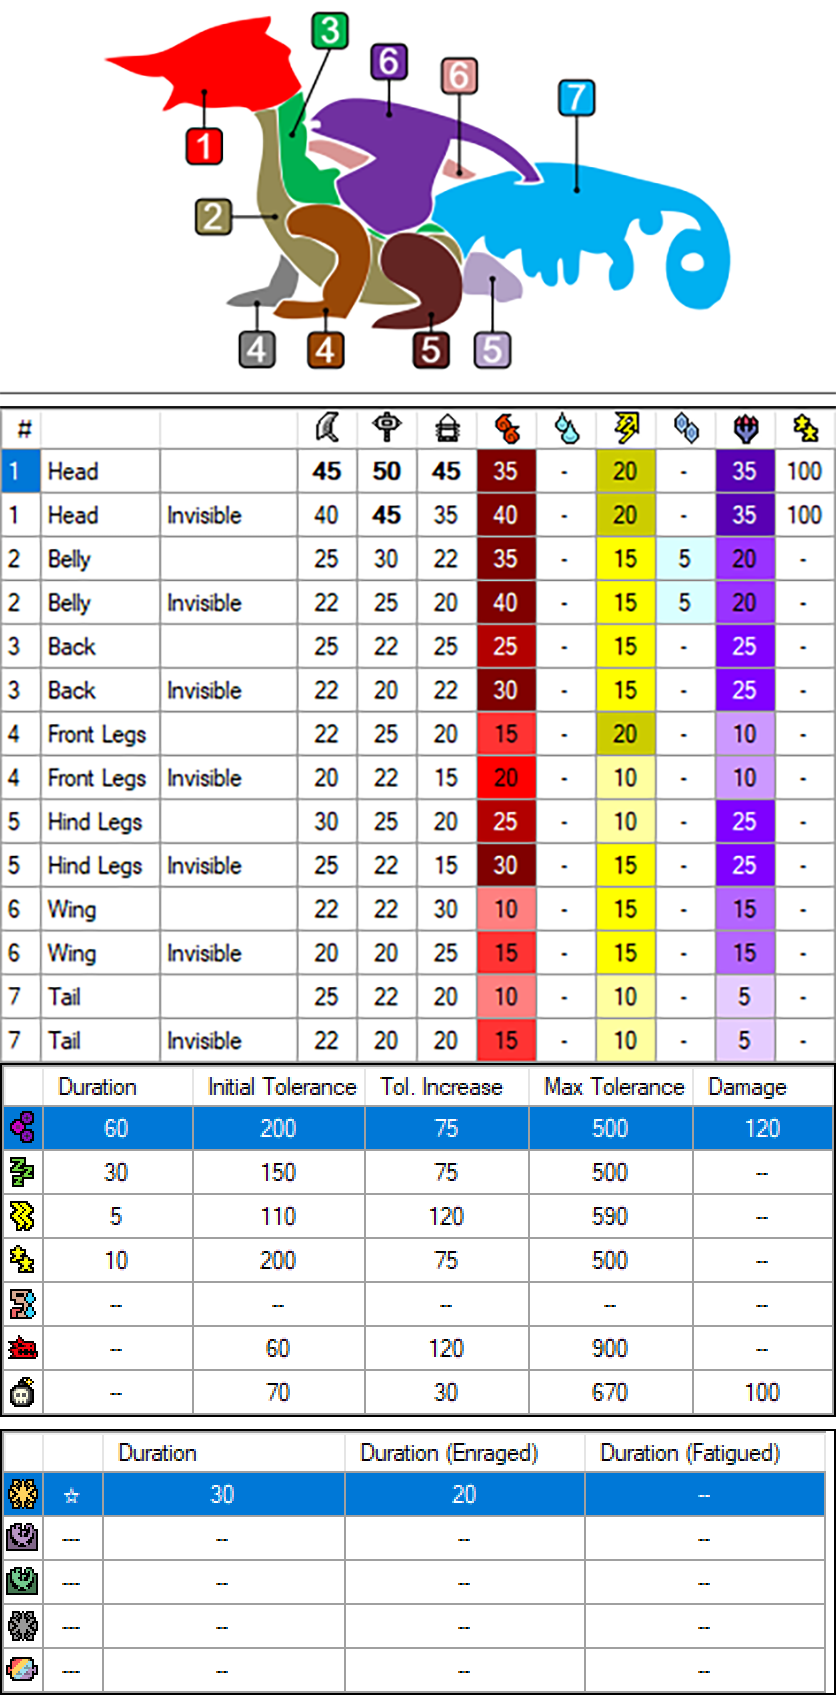 3
6
6
7
1
2
4
4
5
5
#
1 Head 45 50 45 35 - 20 - 35 100
1 Head Invisible 40 45 35 40 - 20 - 35 100
2 Belly 25 30 22 35 - 15 5 20 -
2 Belly Invisible 22 25 20 40 - 15 5 20 -
3 Back 25 22 25 25 - 15 - 25 -
3 Back Invisible 22 20 22 30 - 15 - 25 -
4 Front Legs 22 25 20 15 - 20 - 10 -
4 Front Legs Invisible 20 22 15 20 - 10 - 10 -
5 Hind Legs 30 25 20 25 - 10 - 25 -
5 Hind Legs Invisible 25 22 15 30 - 15 - 25 -
6 Wing 22 22 30 10 - 15 - 15 -
6 Wing Invisible 20 20 25 15 - 15 - 15 -
7 Tail 25 22 20 10 - 10 - 5 -
7 Tail Invisible 22 20 20 15 - 10 - 5 -
Duration Initial Tolerance Tol. Increase Max Tolerance Damage
60 200 75 500 120
30 150 75 500 --
5 110 120 590 --
10 200 75 500 --
-- -- -- -- --
-- 60 120 900 --
-- 70 30 670 100
Duration Duration (Enraged) Duration (Fatigued)
☆ 30 20 --
--- -- -- --
--- -- -- --
--- -- -- --
--- -- -- --